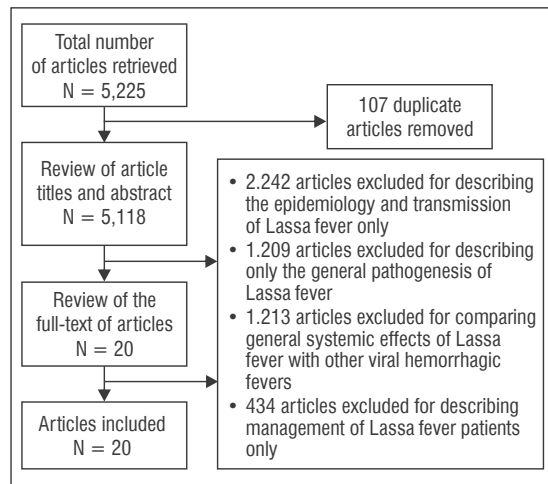 Total number
of articles retrieved
N = 5,225
107 duplicate
articles removed
Review of article
titles and abstract
N = 5,118
• 2.242 articles excluded for describing
the epidemiology and transmission
of Lassa fever only
• 1.209 articles excluded for describing
only the general pathogenesis of
Lassa fever
• 1.213 articles excluded for comparing
general systemic effects of Lassa
fever with other viral hemorrhagic
fevers
• 434 articles excluded for describing
management of Lassa fever patients
only
Review of the
full-text of articles
N = 20
Articles included
N = 20